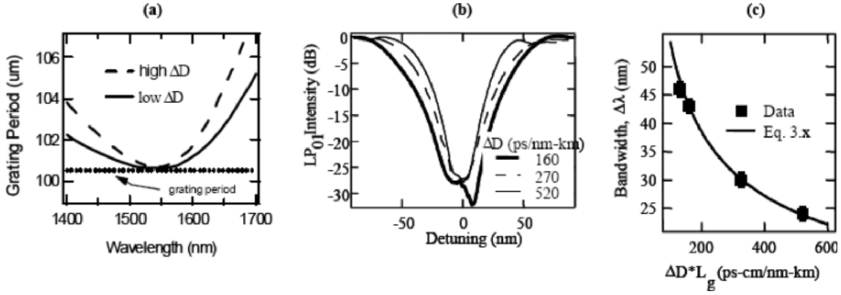 (a)
(b)
(c)
Grating Period (um)
106
104
102
100
high ΔD
low ΔD
grating period
1400
1500
1600
1700
Wavelength (nm)
LP01 Intensity (dB)
0
-5
-10
-15
-20
-25
-30
ΔD (ps/nm-km)
160
270
520
-50
0
50
Detuning (nm)
Bandwidth, Δλ (nm)
50
45
40
35
30
25
Data
Eq. 3.x
200
400
600
ΔD*Lg (ps-cm/nm-km)